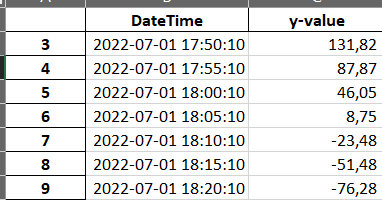 DateTime y-value
3 2022-07-01 17:50:10 131,82
4 2022-07-01 17:55:10 87,87
5 2022-07-01 18:00:10 46,05
6 2022-07-01 18:05:10 8,75
7 2022-07-01 18:10:10 -23,48
8 2022-07-01 18:15:10 -51,48
9 2022-07-01 18:20:10 -76,28